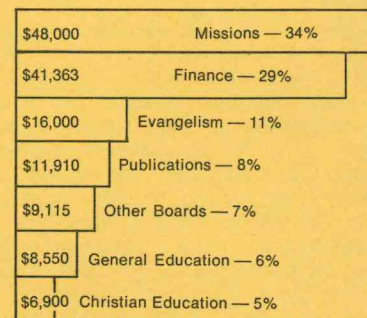 $48,000 Missions — 34%
$41,363 Finance — 29%
$16,000 Evangelism — 11%
$11,910 Publications — 8%
$9,115 Other Boards — 7%
$8,550 General Education — 6%
$6,900 Christian Education — 5%